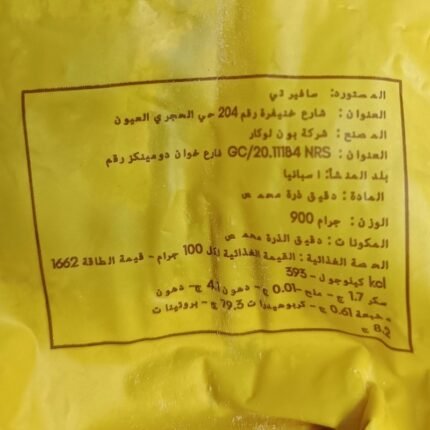 المستورد: سافير تي
العنوان: شارع خنيفرة رقم 204 حي الحجري العيون
المصنع: شركة بون لوكار
العنوان: GC/20.11184 NRS شارع خوان دومينكز رقم
بلد المنشأ: اسبانيا
المادة: دقيق ذرة محمص
الوزن: جرام 900
المكونات: دقيق الذرة محمص
الحصة الغذائية: القيمة الغذائية لكل 100 جرام - قيمة الطاقة 1662
kcl كيلوجول - 393
سكر 1.7 ج - ملح -0.01 ج - دهون 4.1 ج - دهون
مشبعة 0.61 ج - كربوهيدرات 79.3 ج - بروتينات
8.2 ج